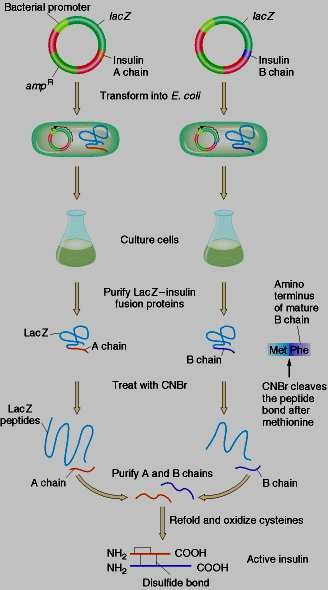 Bacterial promoter
lacZ
lacZ
Insulin
A chain
Insulin
B chain
ampR
Transform into E. coli
Culture cells
Purify LacZ–insulin
fusion proteins
Amino
terminus
of mature
B chain
LacZ
A chain
B chain
Met Phe
Treat with CNBr
CNBr cleaves
the peptide
bond after
methionine
LacZ
peptides
A chain
Purify A and B chains
B chain
Refold and oxidize cysteines
NH2
COOH
NH2
COOH
Active insulin
Disulfide bond